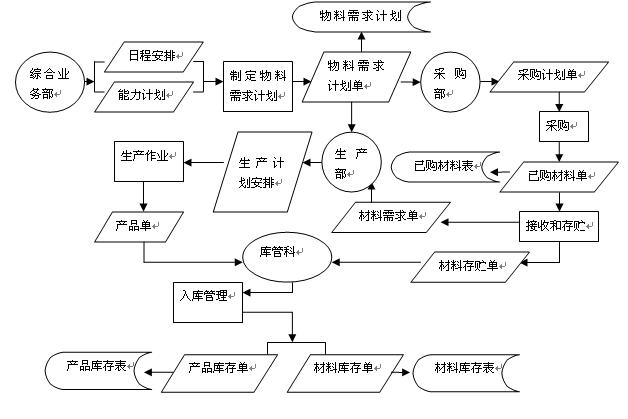 物料需求计划
日程安排
综合业
务部
能力计划
制定物料
需求计划
物料需求
计划单
采购
部
采购计划单
采购
生产作业
生产计
划安排
生产
部
已购材料表
已购材料单
产品单
材料需求单
接收和存贮
库管科
材料存贮单
入库管理
产品库存表
产品库存单
材料库存单
材料库存表